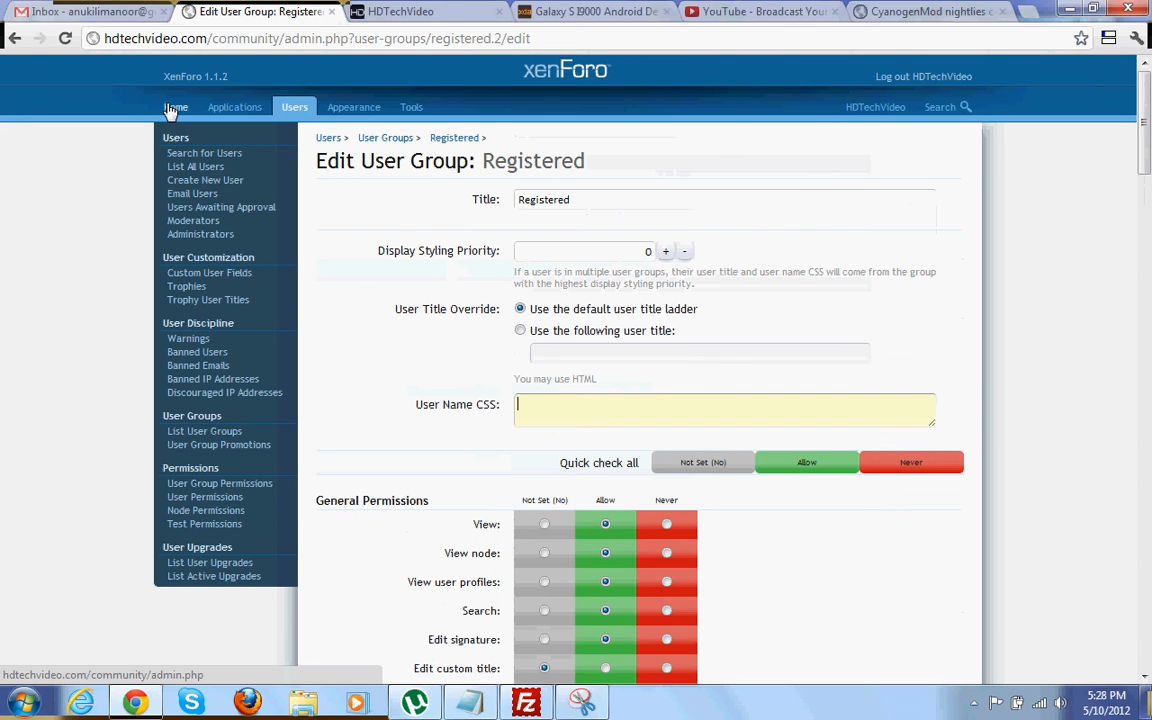 Inbox - anukilimanoor@g
Edit User Group: Registere
HDTechVideo
Galaxy S I9000 Android De
YouTube - Broadcast You
CyanogenMod nightlies c
hdtechvideo.com/community/admin.php?user-groups/registered.2/edit
XenForo 1.1.2
xenForo
Log out HDTechVideo
Home
Applications
Users
Appearance
Tools
HDTechVideo
Search
Users
Search for Users
List All Users
Create New User
Email Users
Users Awaiting Approval
Moderators
Administrators
User Customization
Custom User Fields
Trophies
Trophy User Titles
User Discipline
Warnings
Banned Users
Banned Emails
Banned IP Addresses
Discouraged IP Addresses
User Groups
List User Groups
User Group Promotions
Permissions
User Group Permissions
User Permissions
Node Permissions
Test Permissions
User Upgrades
List User Upgrades
List Active Upgrades
Users > User Groups > Registered >
Edit User Group: Registered
Title: Registered
Display Styling Priority: 0 + -
If a user is in multiple user groups, their user title and user name CSS will come from the group
with the highest display styling priority.
User Title Override: Use the default user title ladder
Use the following user title:
You may use HTML
User Name CSS:
Quick check all Not Set (No) Allow Never
General Permissions Not Set (No) Allow Never
View:
View node:
View user profiles:
Search:
Edit signature:
Edit custom title:
hdtechvideo.com/community/admin.php
5:28 PM
5/10/2012